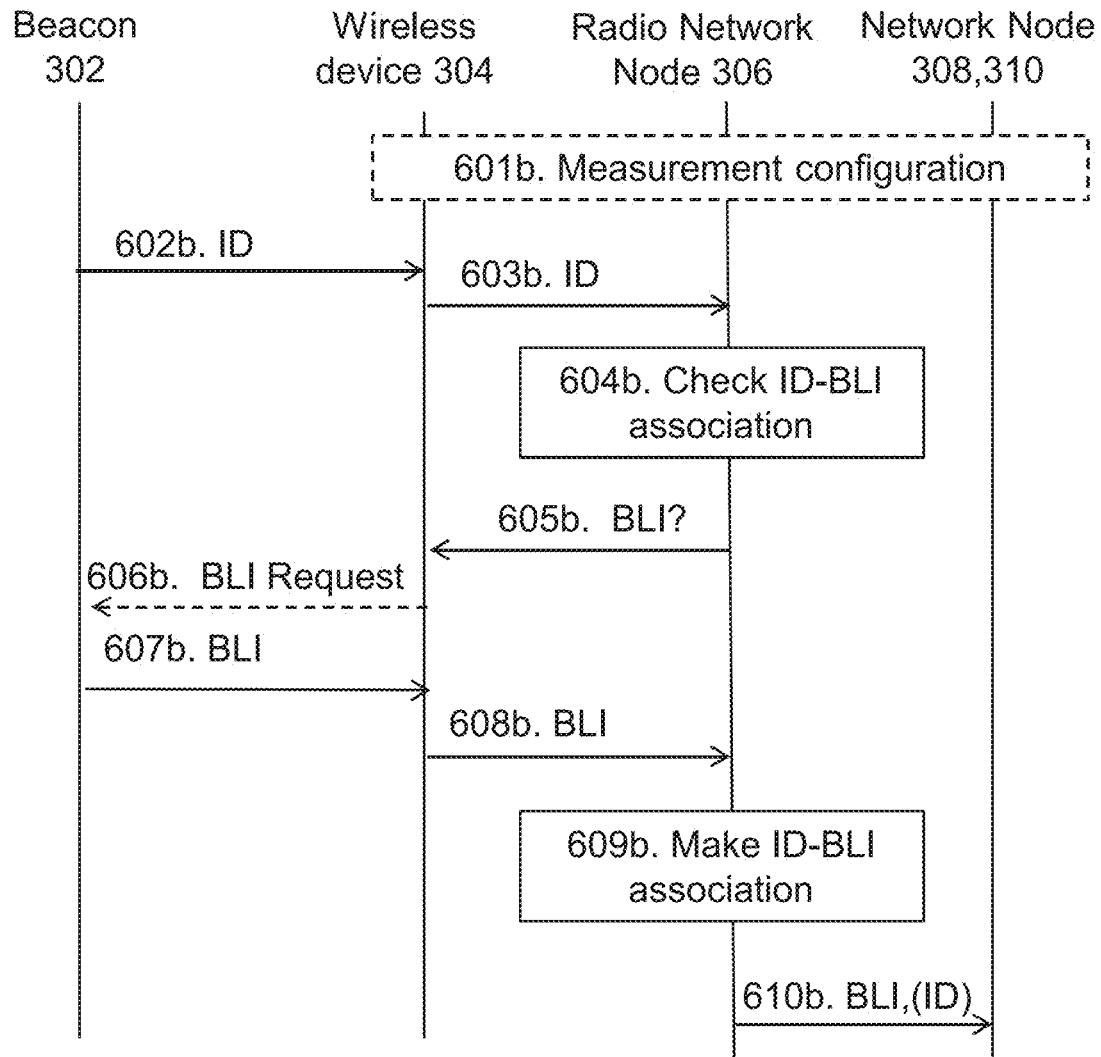 Beacon
302
Wireless
device 304
Radio Network
Node 306
Network Node
308,310
601b. Measurement configuration
602b. ID
603b. ID
604b. Check ID-BLI
association
605b. BLI?
606b. BLI Request
607b. BLI
608b. BLI
609b. Make ID-BLI
association
610b. BLI,(ID)